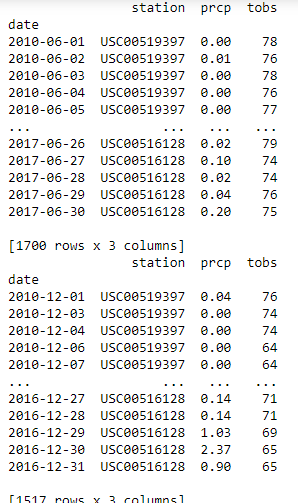 station prcp tobs
date
2010-06-01 USC00519397 0.00 78
2010-06-02 USC00519397 0.01 76
2010-06-03 USC00519397 0.00 78
2010-06-04 USC00519397 0.00 76
2010-06-05 USC00519397 0.00 77
... ... ... ...
2017-06-26 USC00516128 0.02 79
2017-06-27 USC00516128 0.10 74
2017-06-28 USC00516128 0.02 74
2017-06-29 USC00516128 0.04 76
2017-06-30 USC00516128 0.20 75
[1700 rows x 3 columns]
station prcp tobs
date
2010-12-01 USC00519397 0.04 76
2010-12-03 USC00519397 0.00 74
2010-12-04 USC00519397 0.00 74
2010-12-06 USC00519397 0.00 64
2010-12-07 USC00519397 0.00 64
... ... ... ...
2016-12-27 USC00516128 0.14 71
2016-12-28 USC00516128 0.14 71
2016-12-29 USC00516128 1.03 69
2016-12-30 USC00516128 2.37 65
2016-12-31 USC00516128 0.90 65
[1517 rows x 3 columns]